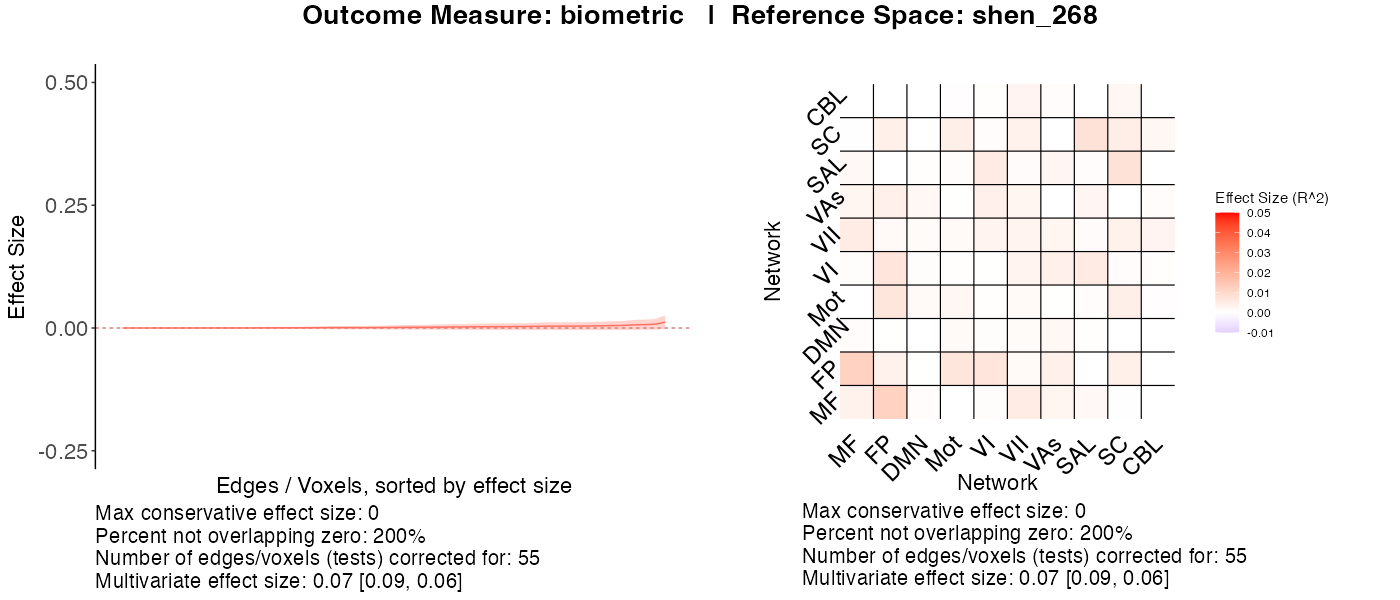 Outcome Measure: biometric | Reference Space: shen_268
0.50
0.25
0.00
-0.25
Effect Size
Edges / Voxels, sorted by effect size
Max conservative effect size: 0
Percent not overlapping zero: 200%
Number of edges/voxels (tests) corrected for: 55
Multivariate effect size: 0.07 [0.09, 0.06]
CBL
SC
SAL
VAs
VII
VI
Mot
DMN
FP
MF
Network
MF
FP
DMN
Mot
VI
VII
VAs
SAL
SC
CBL
Network
Effect Size (R^2)
0.05
0.04
0.03
0.02
0.01
0.00
-0.01
Max conservative effect size: 0
Percent not overlapping zero: 200%
Number of edges/voxels (tests) corrected for: 55
Multivariate effect size: 0.07 [0.09, 0.06]